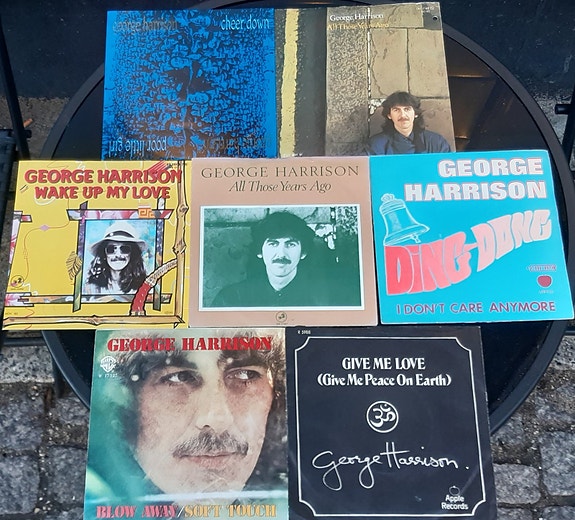 george harrison
cheer down
poor little girl
George Harrison
All Those Years Ago
GEORGE HARRISON
WAKE UP MY LOVE
GEORGE HARRISON
All Those Years Ago
GEORGE
HARRISON
DING-DONG
I DON'T CARE ANYMORE
GEORGE HARRISON
BLOW AWAY/SOFT TOUCH
K 5988
GIVE ME LOVE
(Give Me Peace On Earth)
ॐ
George Harrison.
Apple
Records